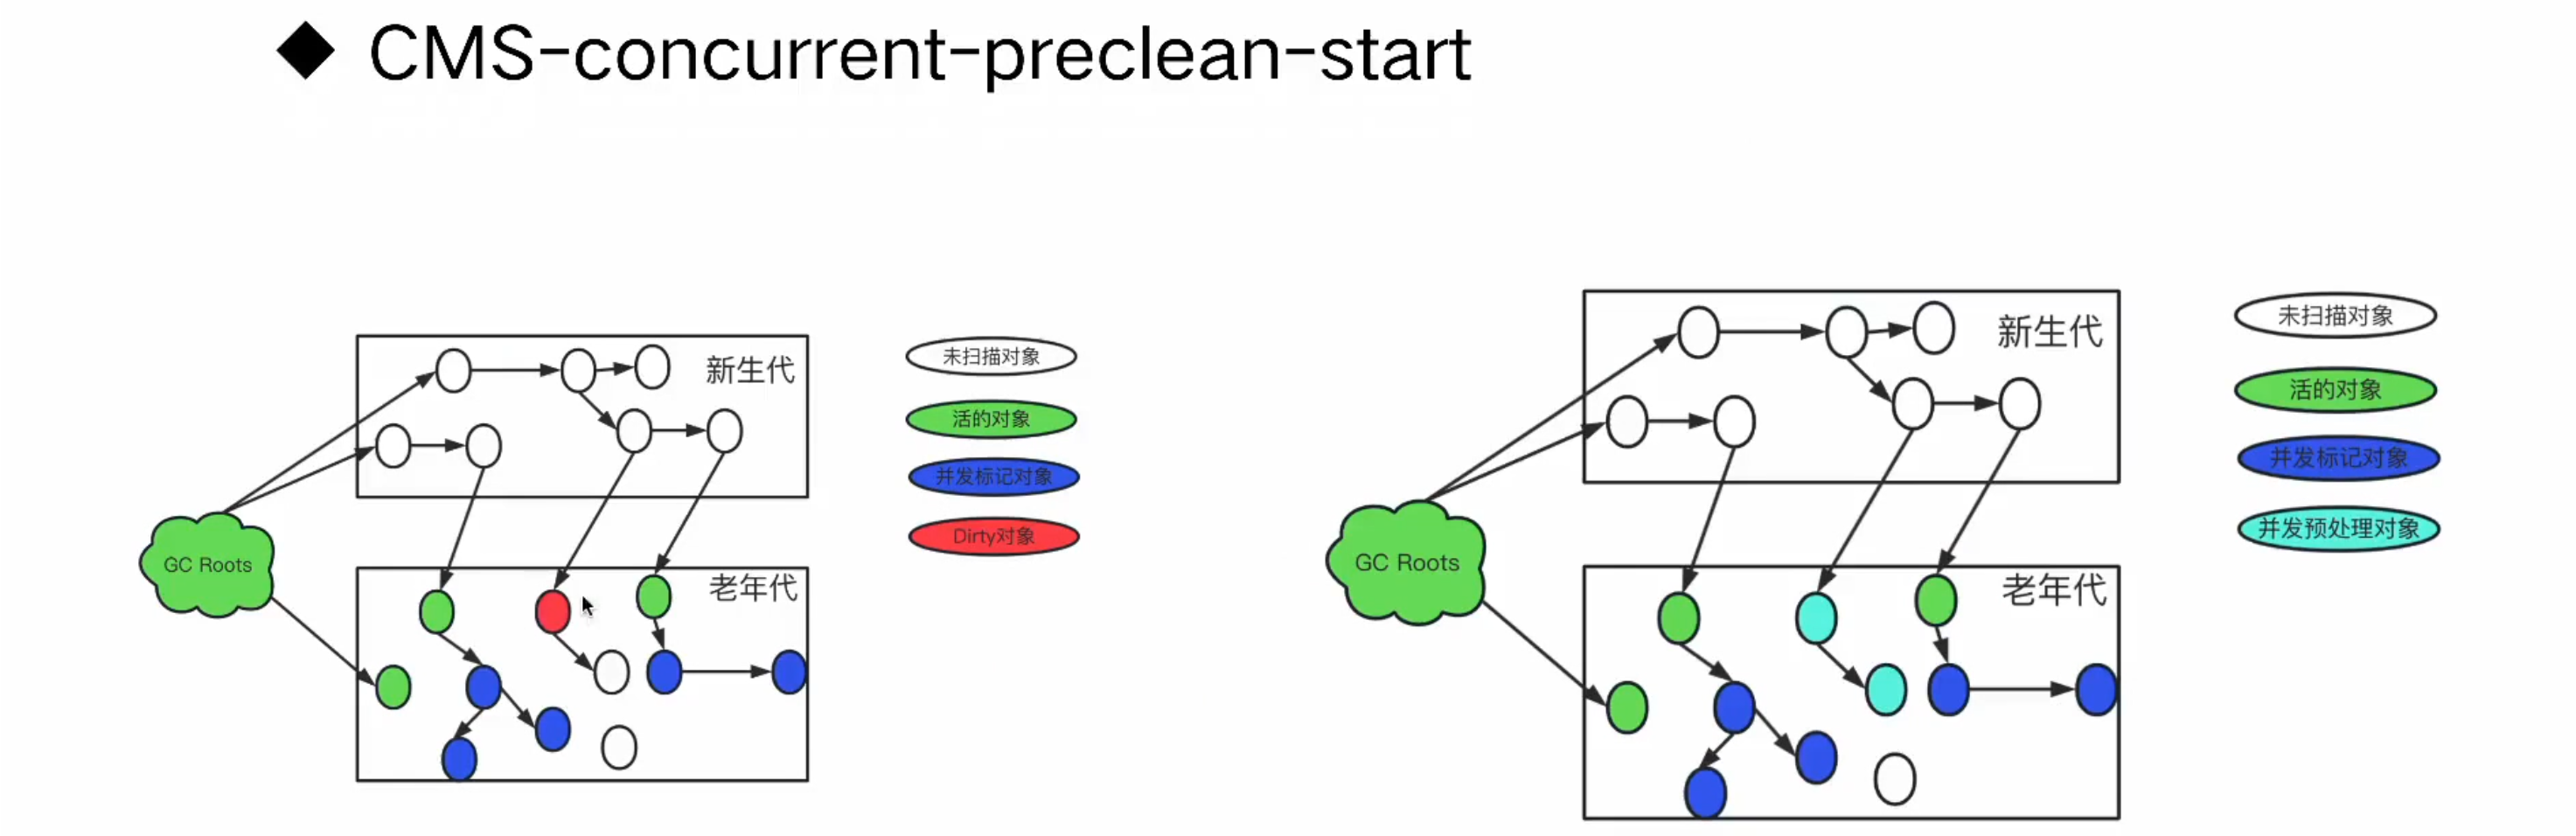 ◆ CMS-concurrent-preclean-start
新生代
未扫描对象
活的对象
并发标记对象
Dirty对象
GC Roots
老年代
新生代
未扫描对象
活的对象
并发标记对象
并发预处理对象
GC Roots
老年代